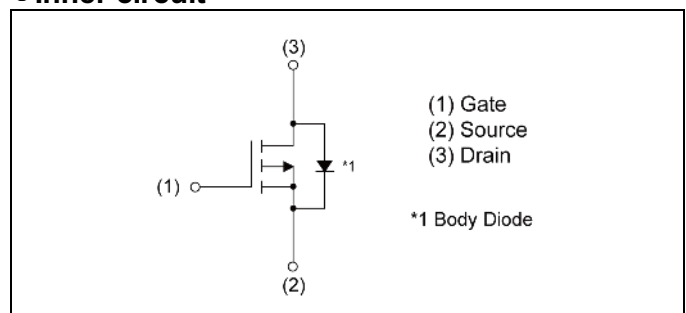 Inner circuit
(3)
(1) Gate
(2) Source
(3) Drain
*1
(1)
*1 Body Diode
(2)